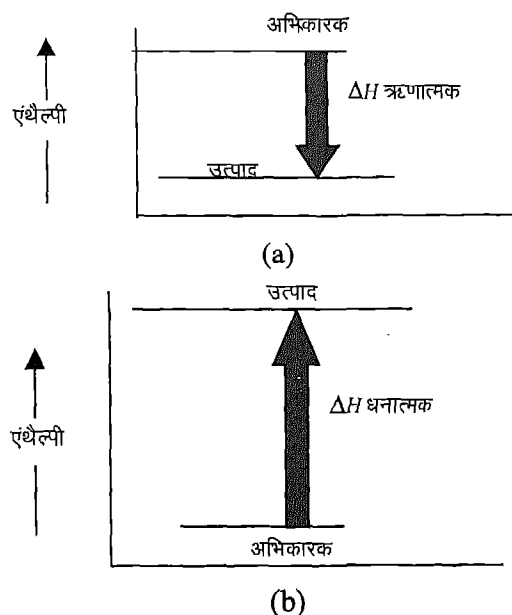 अभिकारक
ΔH ऋणात्मक
एंथैल्पी
उत्पाद
(a)
उत्पाद
ΔH धनात्मक
एंथैल्पी
अभिकारक
(b)